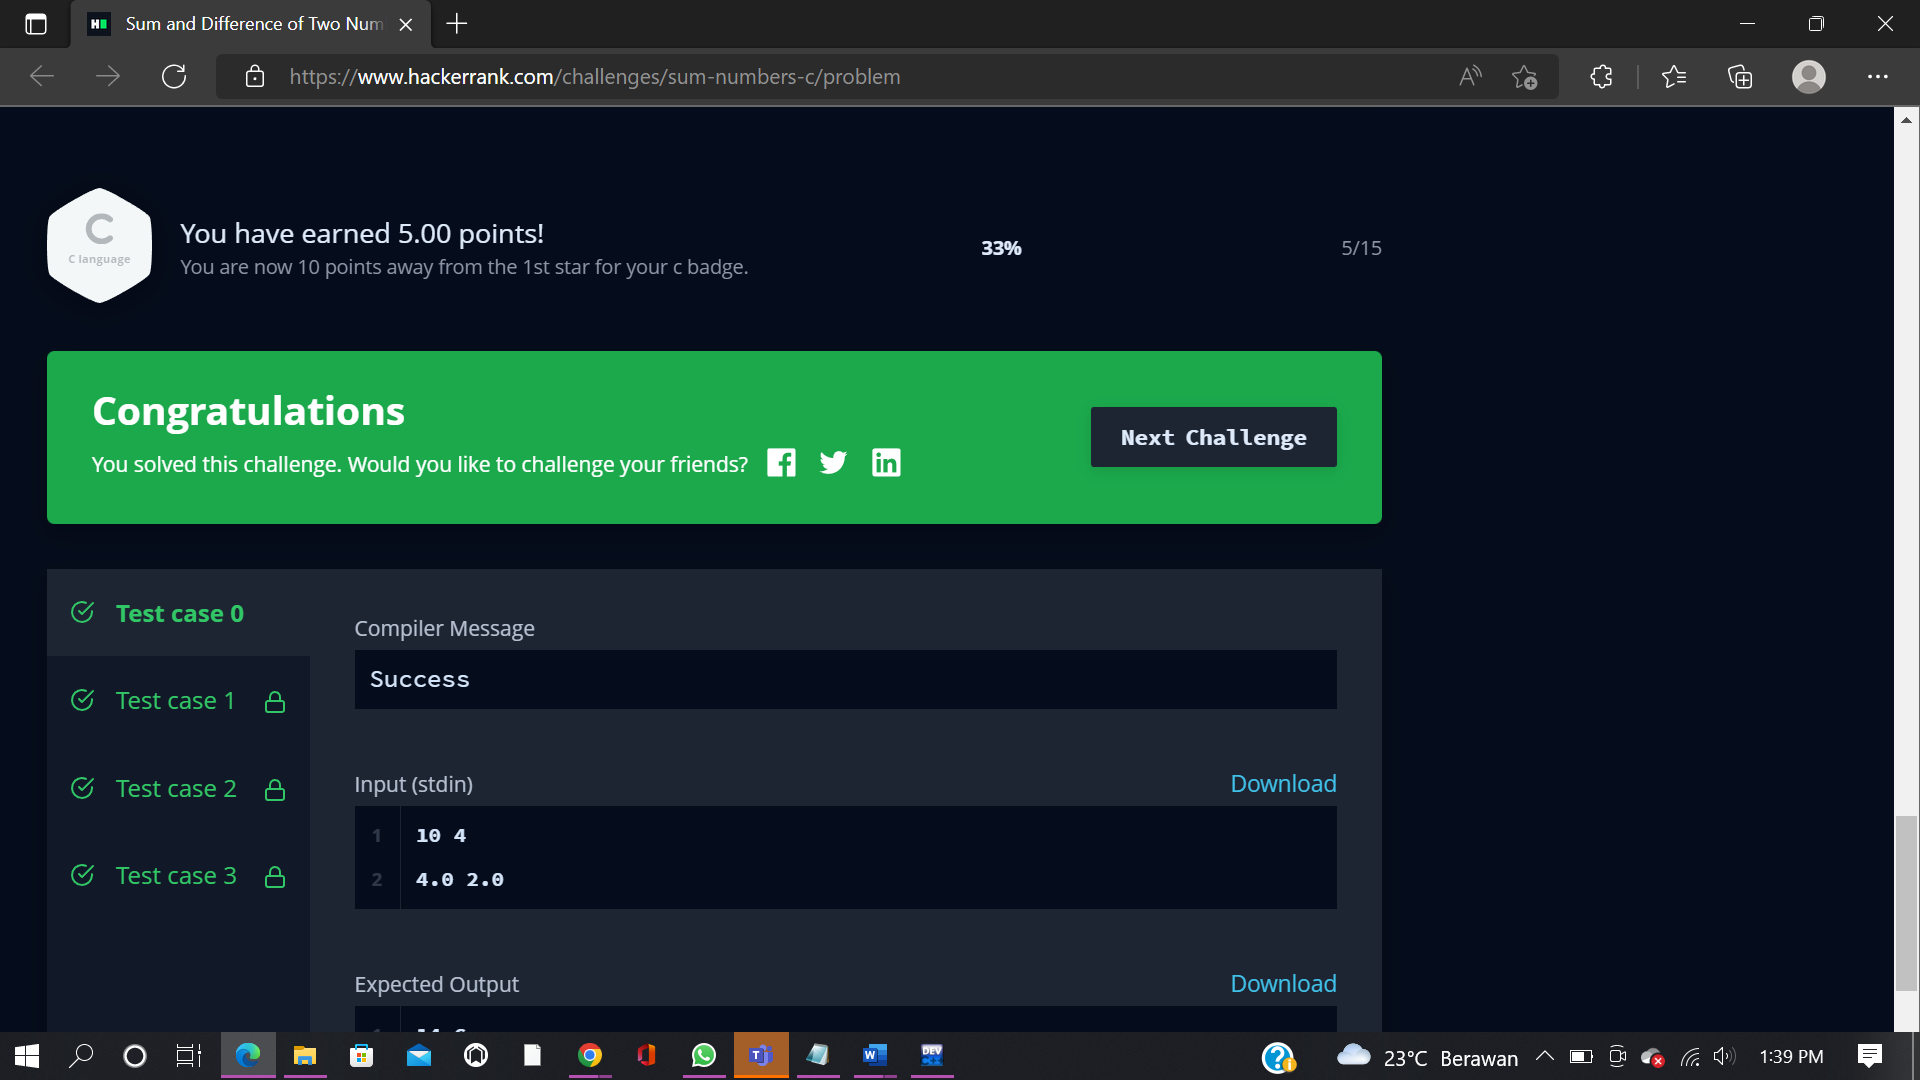 Sum and Difference of Two Num
https://www.hackerrank.com/challenges/sum-numbers-c/problem
C
C language
You have earned 5.00 points!
You are now 10 points away from the 1st star for your c badge.
33%
5/15
Congratulations
You solved this challenge. Would you like to challenge your friends?
Next Challenge
Test case 0
Test case 1
Test case 2
Test case 3
Compiler Message
Success
Input (stdin)
Download
1 10 4
2 4.0 2.0
Expected Output
Download
23°C Berawan
1:39 PM